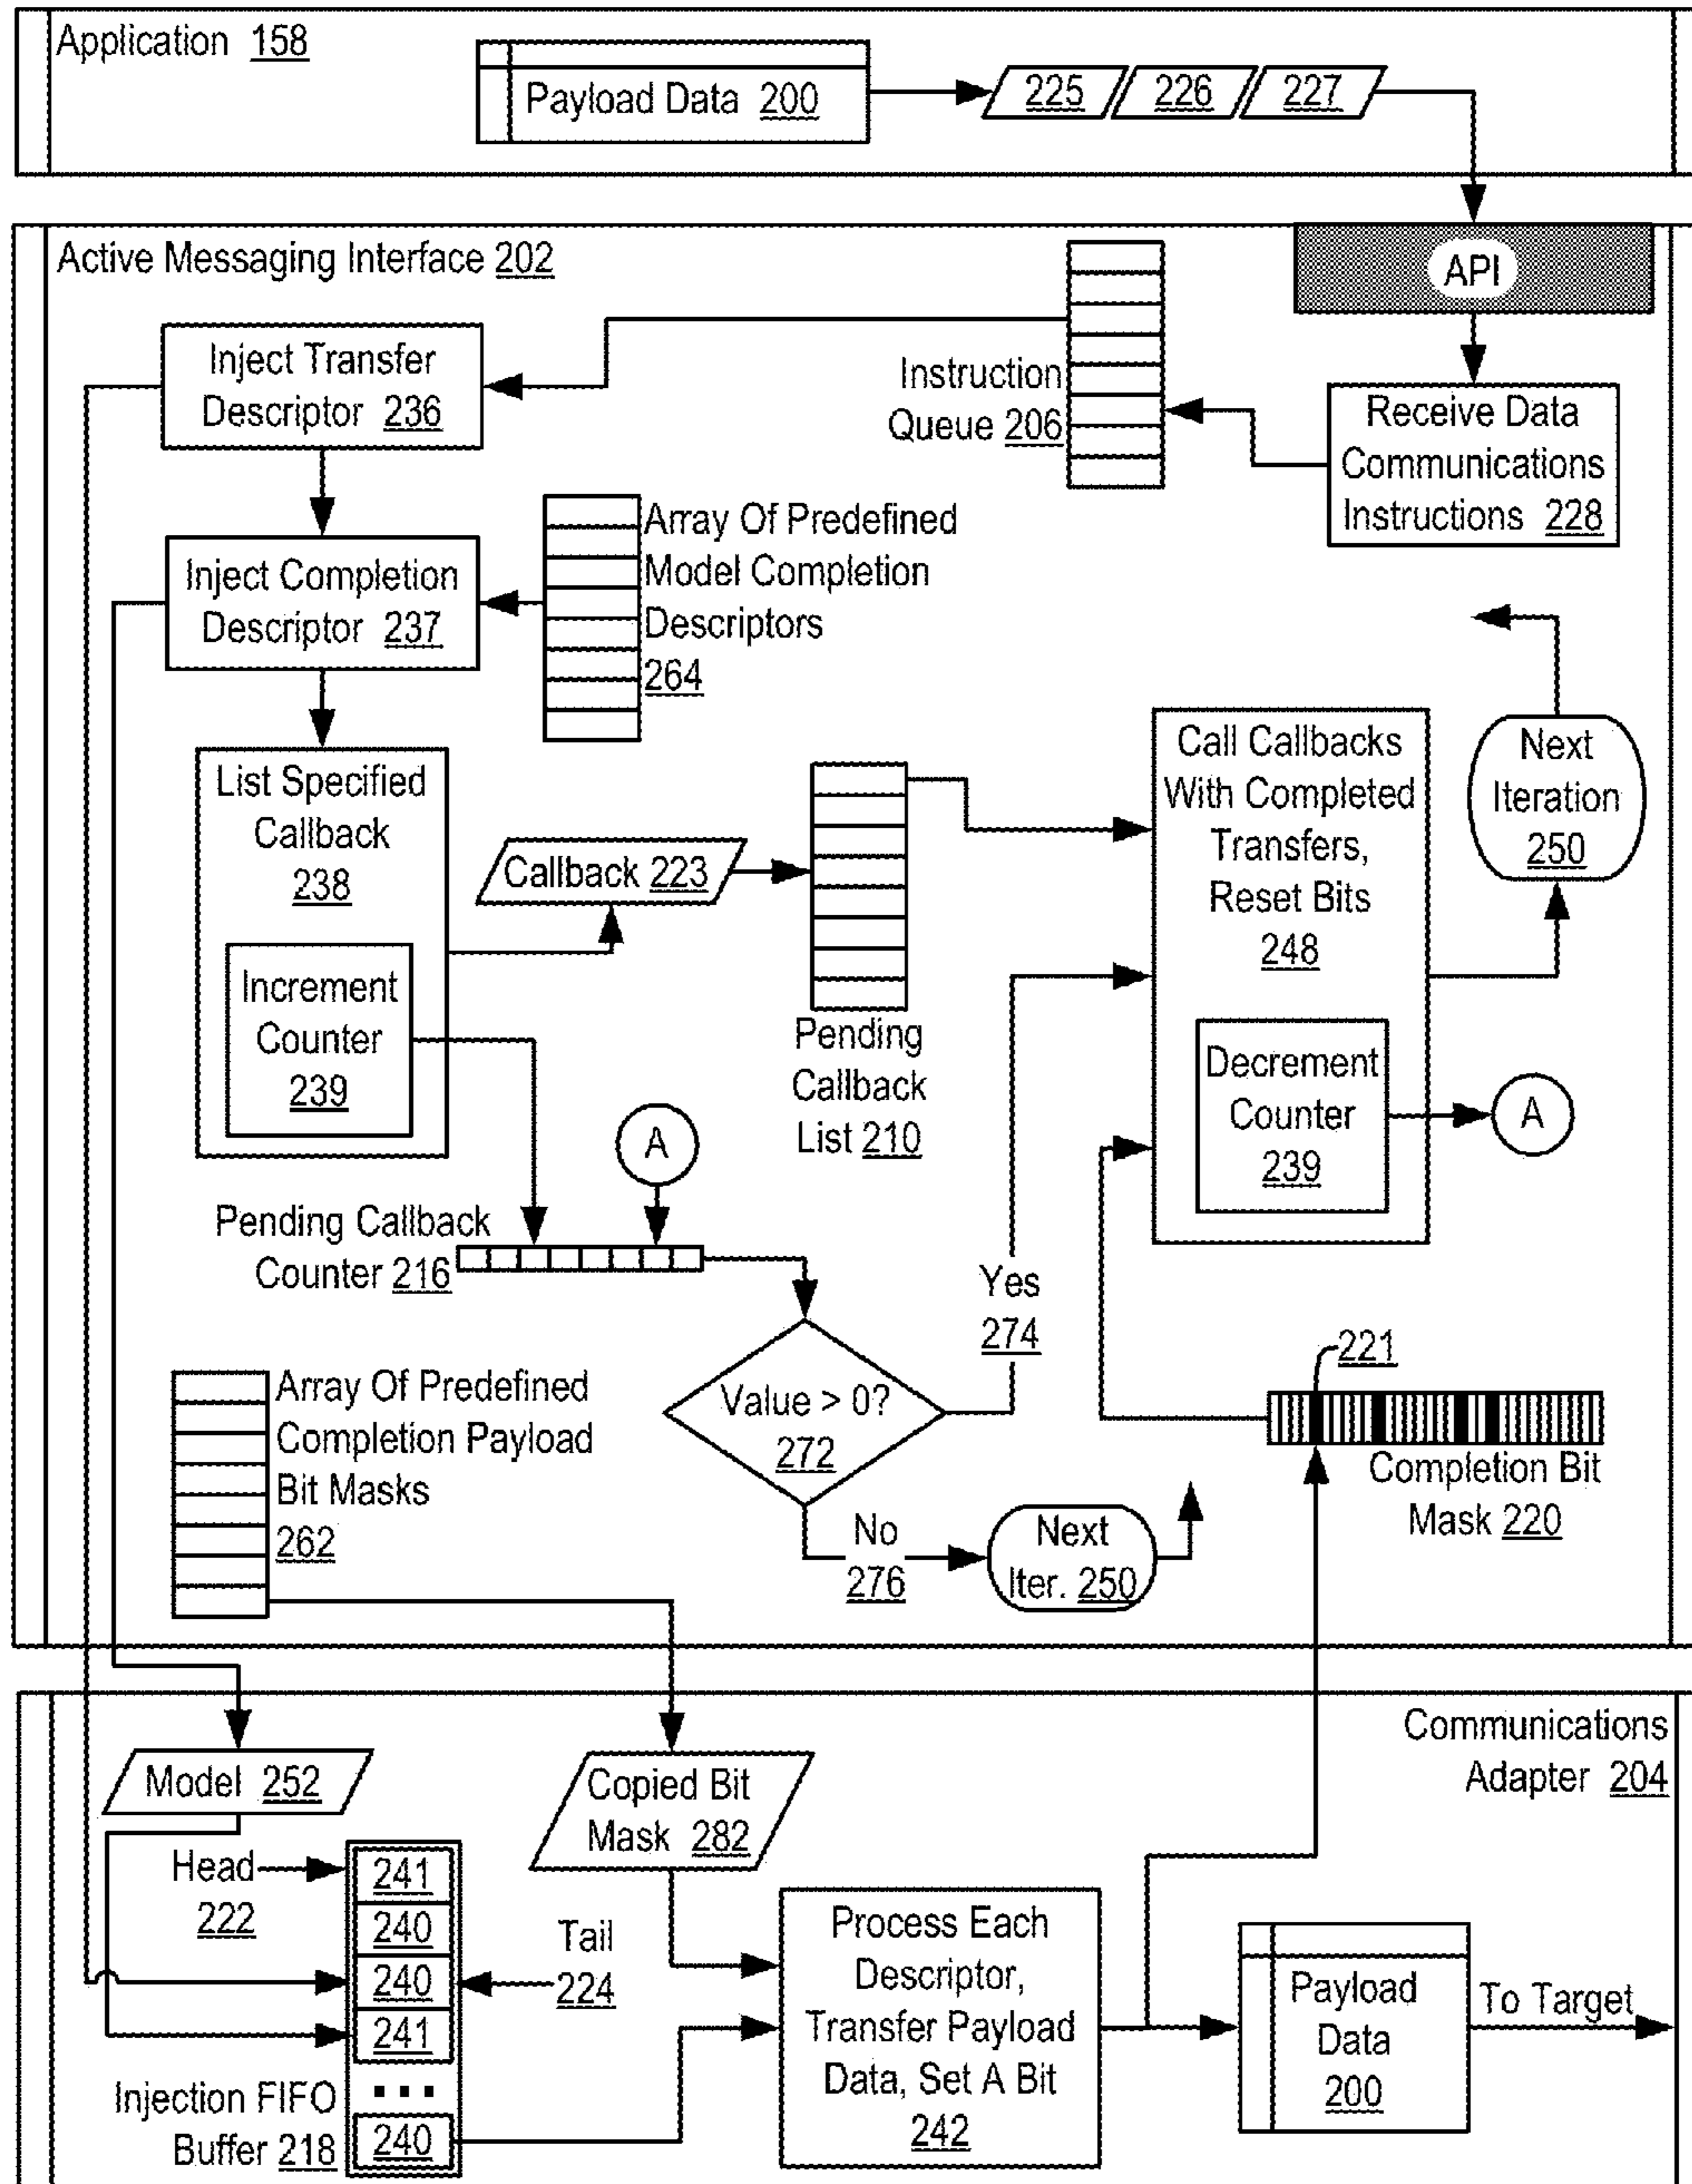 Application 158
Payload Data 200
225
226
227
Active Messaging Interface 202
API
Inject Transfer
Descriptor 236
Instruction
Queue 206
Receive Data
Communications
Instructions 228
Inject Completion
Descriptor 237
Array Of Predefined
Model Completion
Descriptors
264
List Specified
Callback
238
Increment
Counter
239
Callback 223
Pending
Callback
List 210
Call Callbacks
With Completed
Transfers,
Reset Bits
248
Decrement
Counter
239
Next
Iteration
250
A
A
Pending Callback
Counter 216
Value > 0?
272
Yes
274
No
276
Next
Iter. 250
221
Completion Bit
Mask 220
Array Of Predefined
Completion Payload
Bit Masks
262
Communications
Adapter 204
Model 252
Copied Bit
Mask 282
Head
222
241
240
240
241
...
240
Tail
224
Injection FIFO
Buffer 218
Process Each
Descriptor,
Transfer Payload
Data, Set A Bit
242
Payload
Data
200
To Target